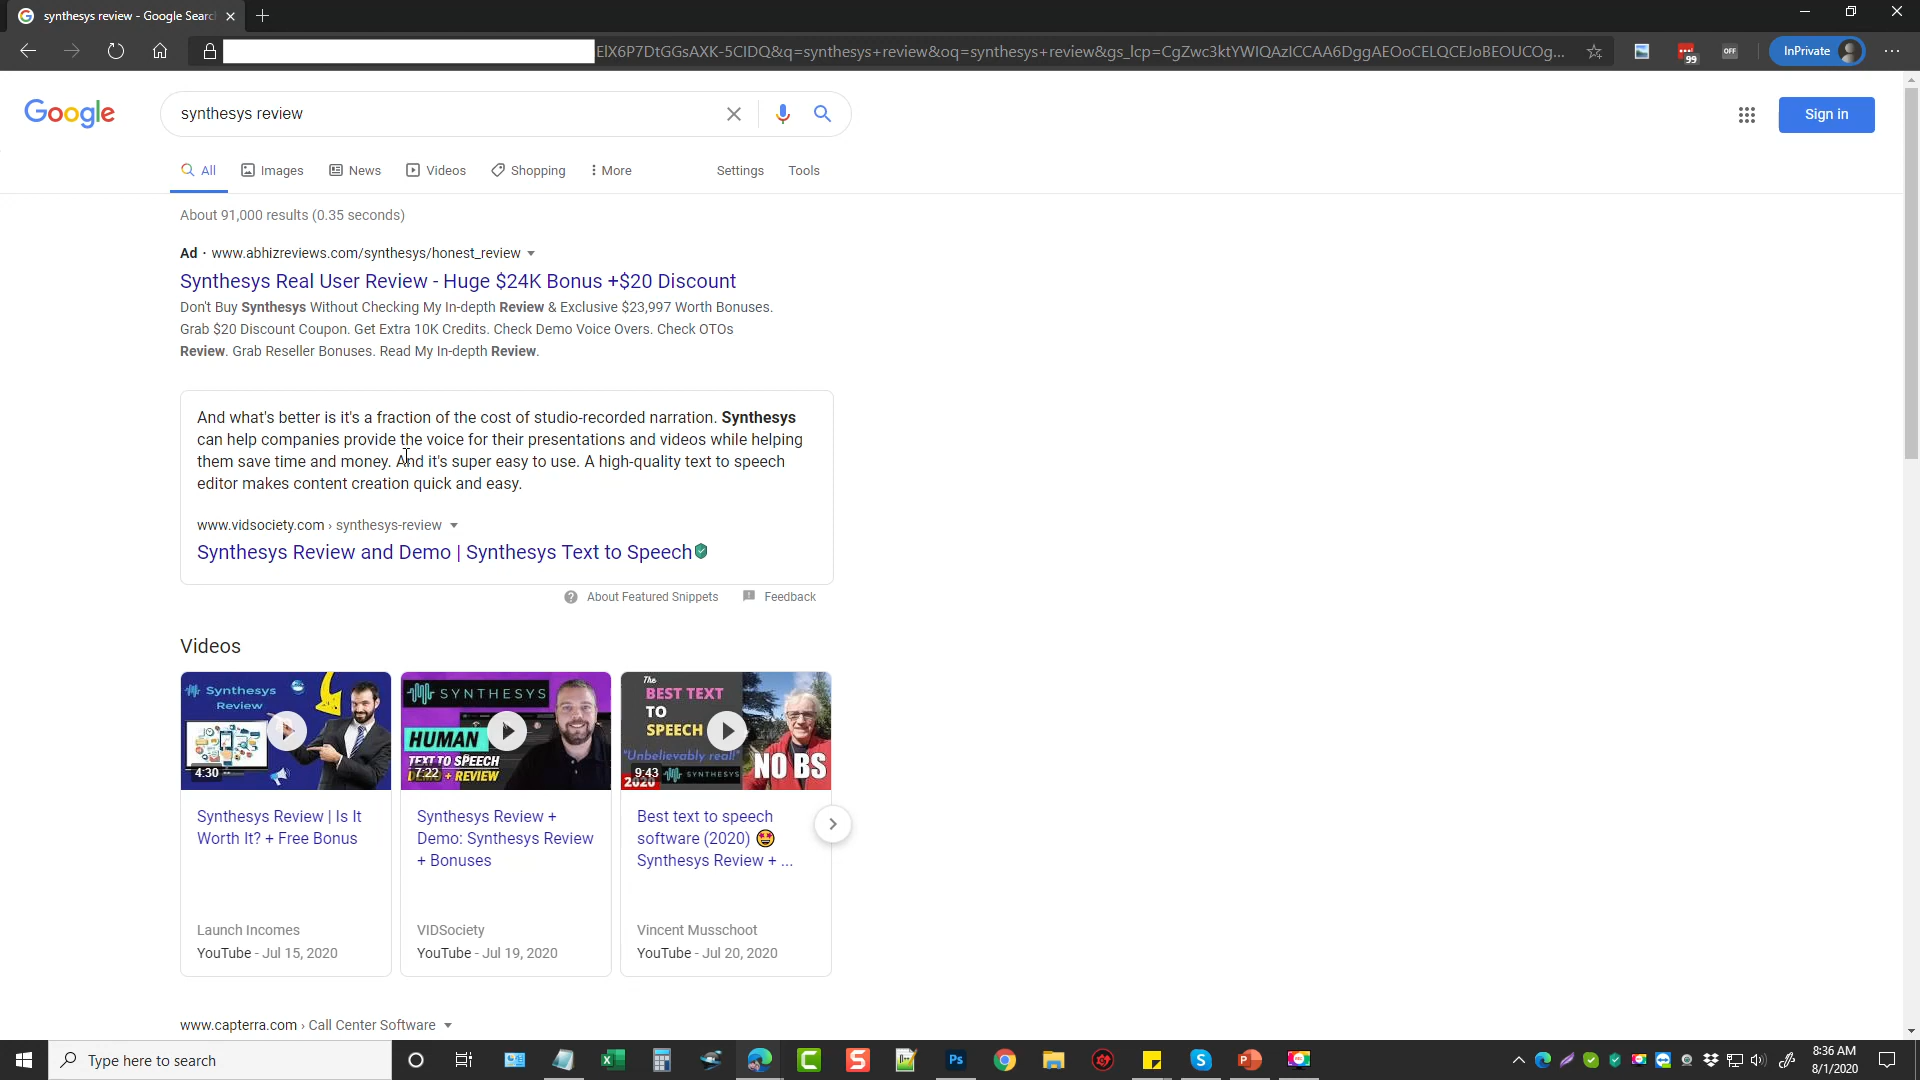 synthesys review - Google Searc
ElX6P7DtGGsAXK-5CIDQ&q=synthesys+review&oq=synthesys+review&gs_lcp=CgZwc3ktYWIQAzICCAA6DggAEOoCELQCEJoBEOUCOg...
99
OFF
InPrivate
Google
synthesys review
Sign in
All
Images
News
Videos
Shopping
More
Settings
Tools
About 91,000 results (0.35 seconds)
Ad · www.abhizreviews.com/synthesys/honest_review
Synthesys Real User Review - Huge $24K Bonus +$20 Discount
Don't Buy Synthesys Without Checking My In-depth Review & Exclusive $23,997 Worth Bonuses.
Grab $20 Discount Coupon. Get Extra 10K Credits. Check Demo Voice Overs. Check OTOs
Review. Grab Reseller Bonuses. Read My In-depth Review.
And what's better is it's a fraction of the cost of studio-recorded narration. Synthesys
can help companies provide the voice for their presentations and videos while helping
them save time and money. And it's super easy to use. A high-quality text to speech
editor makes content creation quick and easy.
www.vidsociety.com › synthesys-review
Synthesys Review and Demo | Synthesys Text to Speech
About Featured Snippets
Feedback
Videos
Synthesys
Review
4:30
Synthesys Review | Is It
Worth It? + Free Bonus
Launch Incomes
YouTube - Jul 15, 2020
SYNTHESYS
HUMAN
TEXT TO SPEECH
DEMO + REVIEW
7:22
Synthesys Review +
Demo: Synthesys Review
+ Bonuses
VIDSociety
YouTube - Jul 19, 2020
The
BEST TEXT
TO
SPEECH
"Unbelievably real!"
NO BS
9:43
SYNTHESYS
2020
Best text to speech
software (2020) 🤩
Synthesys Review + ...
Vincent Musschoot
YouTube - Jul 20, 2020
www.capterra.com › Call Center Software
Type here to search
Ps
8:36 AM
8/1/2020